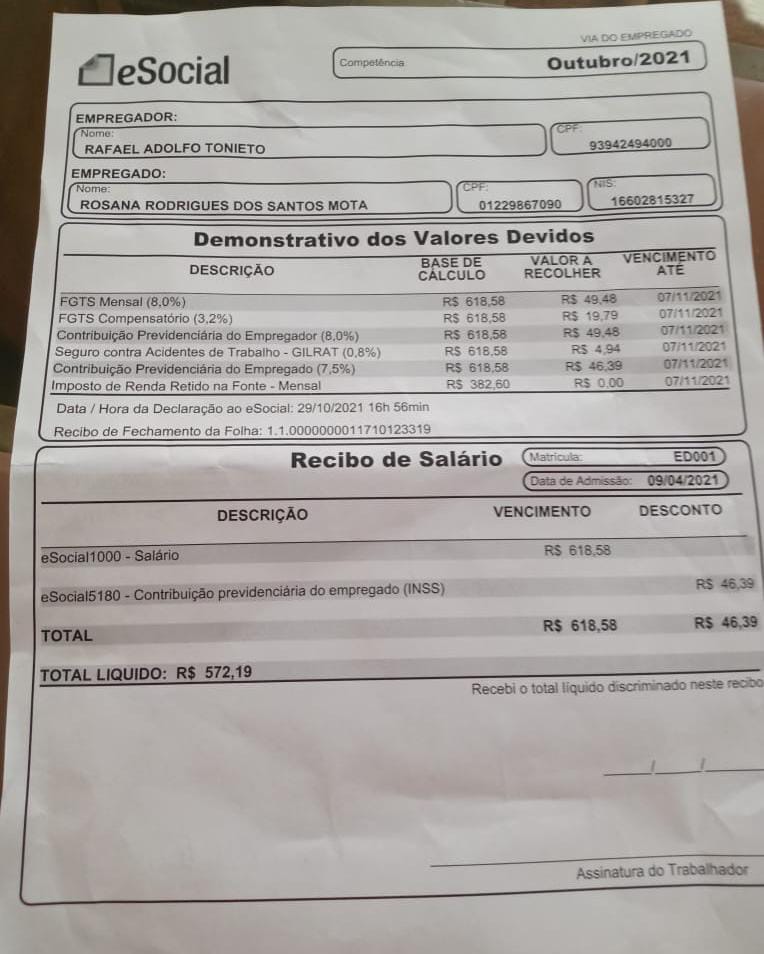 VIA DO EMPREGADO
eSocial
Competência Outubro/2021
EMPREGADOR:
Nome: CPF:
RAFAEL ADOLFO TONIETO 93942494000
EMPREGADO:
Nome: CPF: NIS:
ROSANA RODRIGUES DOS SANTOS MOTA 01229867090 16602815327
Demonstrativo dos Valores Devidos
DESCRIÇÃO BASE DE CÁLCULO VALOR A RECOLHER VENCIMENTO ATÉ
FGTS Mensal (8,0%) R$ 618,58 R$ 49,48 07/11/2021
FGTS Compensatório (3,2%) R$ 618,58 R$ 19,79 07/11/2021
Contribuição Previdenciária do Empregador (8,0%) R$ 618,58 R$ 49,48 07/11/2021
Seguro contra Acidentes de Trabalho - GILRAT (0,8%) R$ 618,58 R$ 4,94 07/11/2021
Contribuição Previdenciária do Empregado (7,5%) R$ 618,58 R$ 46,39 07/11/2021
Imposto de Renda Retido na Fonte - Mensal R$ 382,60 R$ 0,00 07/11/2021
Data / Hora da Declaração ao eSocial: 29/10/2021 16h 56min
Recibo de Fechamento da Folha: 1.1.0000000011710123319
Recibo de Salário Matrícula: ED001
Data de Admissão: 09/04/2021
DESCRIÇÃO VENCIMENTO DESCONTO
eSocial1000 - Salário R$ 618,58
eSocial5180 - Contribuição previdenciária do empregado (INSS) R$ 46,39
TOTAL R$ 618,58 R$ 46,39
TOTAL LIQUIDO: R$ 572,19
Recebi o total líquido discriminado neste recibo
/ /
Assinatura do Trabalhador